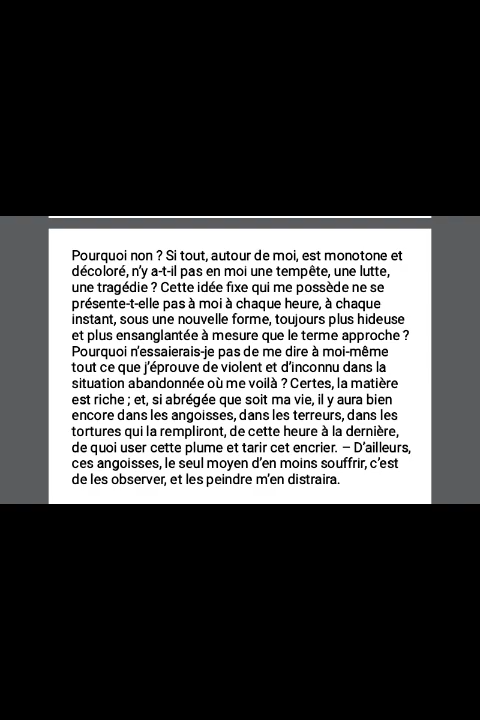 Pourquoi non ? Si tout, autour de moi, est monotone et
décoloré, n'y a-t-il pas en moi une tempête, une lutte,
une tragédie ? Cette idée fixe qui me possède ne se
présente-t-elle pas à moi à chaque heure, à chaque
instant, sous une nouvelle forme, toujours plus hideuse
et plus ensanglantée à mesure que le terme approche ?
Pourquoi n'essaierais-je pas de me dire à moi-même
tout ce que j'éprouve de violent et d'inconnu dans la
situation abandonnée où me voilà ? Certes, la matière
est riche ; et, si abrégée que soit ma vie, il y aura bien
encore dans les angoisses, dans les terreurs, dans les
tortures qui la rempliront, de cette heure à la dernière,
de quoi user cette plume et tarir cet encrier. – D'ailleurs,
ces angoisses, le seul moyen d'en moins souffrir, c'est
de les observer, et les peindre m'en distraira.